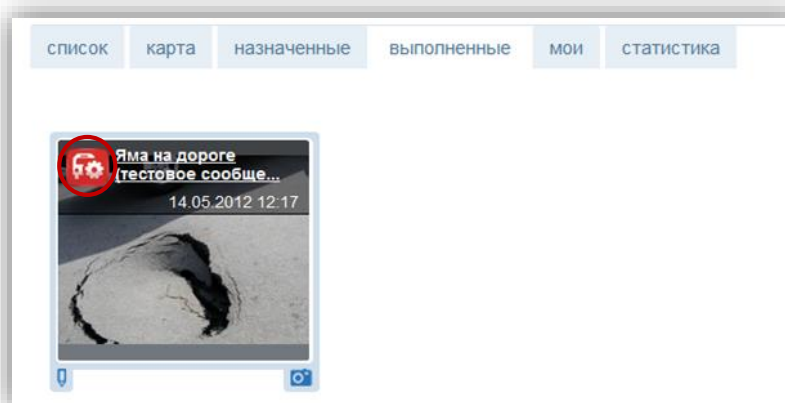 список карта назначенные выполненные мои статистика
Яма на дороге
(тестовое сообще...
14.05.2012 12:17